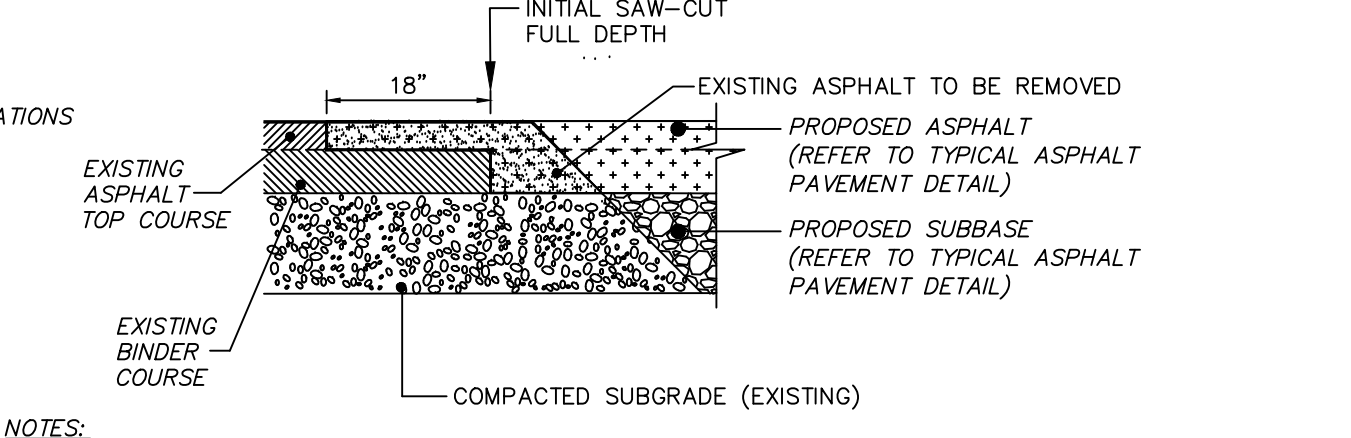 INITIAL SAW-CUT
FULL DEPTH
18"
EXISTING ASPHALT TO BE REMOVED
ATIONS
PROPOSED ASPHALT
(REFER TO TYPICAL ASPHALT
PAVEMENT DETAIL)
EXISTING
ASPHALT
TOP COURSE
PROPOSED SUBBASE
(REFER TO TYPICAL ASPHALT
PAVEMENT DETAIL)
EXISTING
BINDER
COURSE
COMPACTED SUBGRADE (EXISTING)
NOTES: